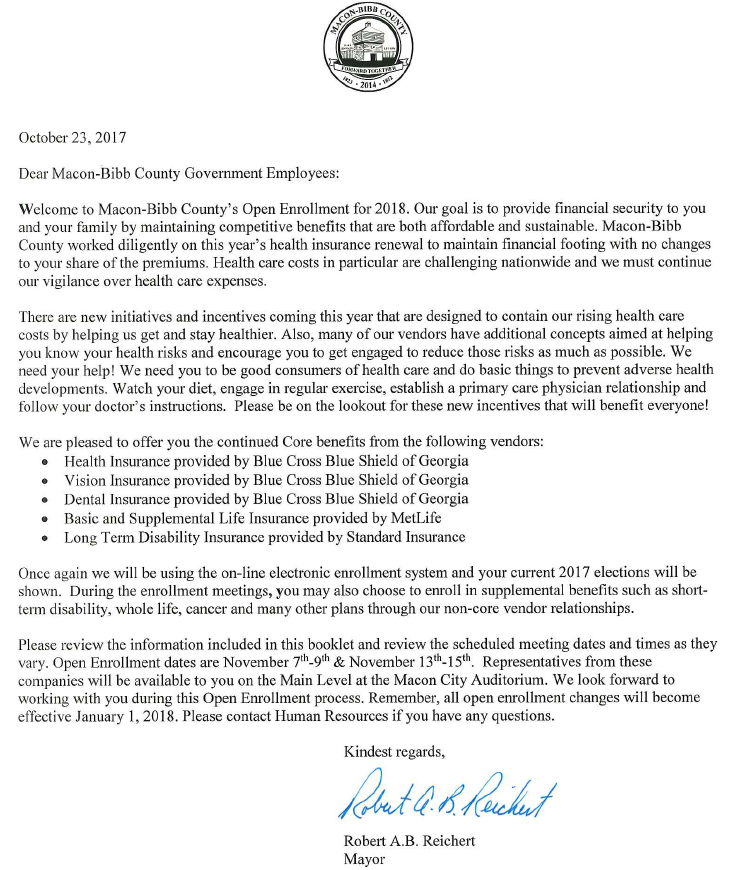 MACON-BIBB COUNTY
FORWARD TOGETHER
1823 • 2014 • 1822
October 23, 2017
Dear Macon-Bibb County Government Employees:
Welcome to Macon-Bibb County's Open Enrollment for 2018. Our goal is to provide financial security to you
and your family by maintaining competitive benefits that are both affordable and sustainable. Macon-Bibb
County worked diligently on this year's health insurance renewal to maintain financial footing with no changes
to your share of the premiums. Health care costs in particular are challenging nationwide and we must continue
our vigilance over health care expenses.
There are new initiatives and incentives coming this year that are designed to contain our rising health care
costs by helping us get and stay healthier. Also, many of our vendors have additional concepts aimed at helping
you know your health risks and encourage you to get engaged to reduce those risks as much as possible. We
need your help! We need you to be good consumers of health care and do basic things to prevent adverse health
developments. Watch your diet, engage in regular exercise, establish a primary care physician relationship and
follow your doctor's instructions.  Please be on the lookout for these new incentives that will benefit everyone!
We are pleased to offer you the continued Core benefits from the following vendors:
• Health Insurance provided by Blue Cross Blue Shield of Georgia
• Vision Insurance provided by Blue Cross Blue Shield of Georgia
• Dental Insurance provided by Blue Cross Blue Shield of Georgia
• Basic and Supplemental Life Insurance provided by MetLife
• Long Term Disability Insurance provided by Standard Insurance
Once again we will be using the on-line electronic enrollment system and your current 2017 elections will be
shown.  During the enrollment meetings, you may also choose to enroll in supplemental benefits such as short-
term disability, whole life, cancer and many other plans through our non-core vendor relationships.
Please review the information included in this booklet and review the scheduled meeting dates and times as they
vary. Open Enrollment dates are November 7th-9th & November 13th-15th.  Representatives from these
companies will be available to you on the Main Level at the Macon City Auditorium. We look forward to
working with you during this Open Enrollment process. Remember, all open enrollment changes will become
effective January 1, 2018. Please contact Human Resources if you have any questions.
Kindest regards,
Robert A. B. Reichert
Robert A.B. Reichert
Mayor